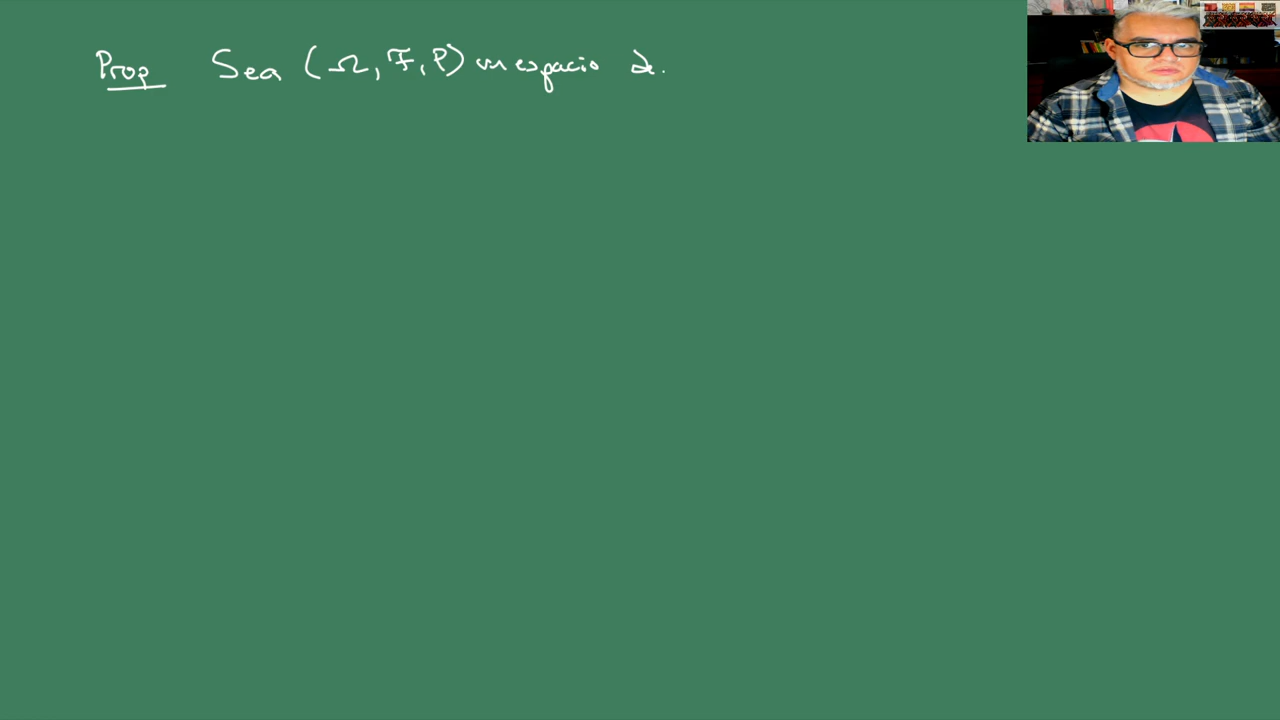 Prop Sea (Ω, F, P) un espacio de